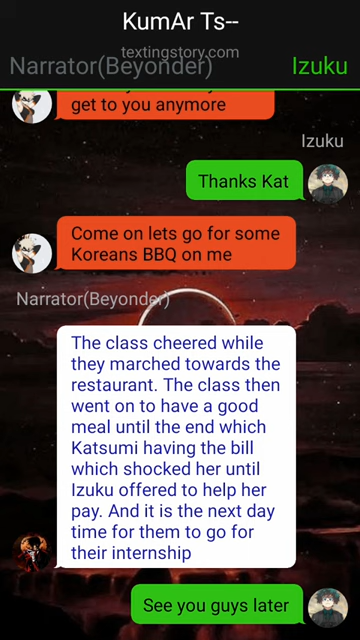 KumAr Ts--
textingstory.com
Narrator(Beyonder)
Izuku
get to you anymore
Izuku
Thanks Kat
Come on lets go for some
Koreans BBQ on me
Narrator(Beyonder)
The class cheered while
they marched towards the
restaurant. The class then
went on to have a good
meal until the end which
Katsumi having the bill
which shocked her until
Izuku offered to help her
pay. And it is the next day
time for them to go for
their internship
See you guys later